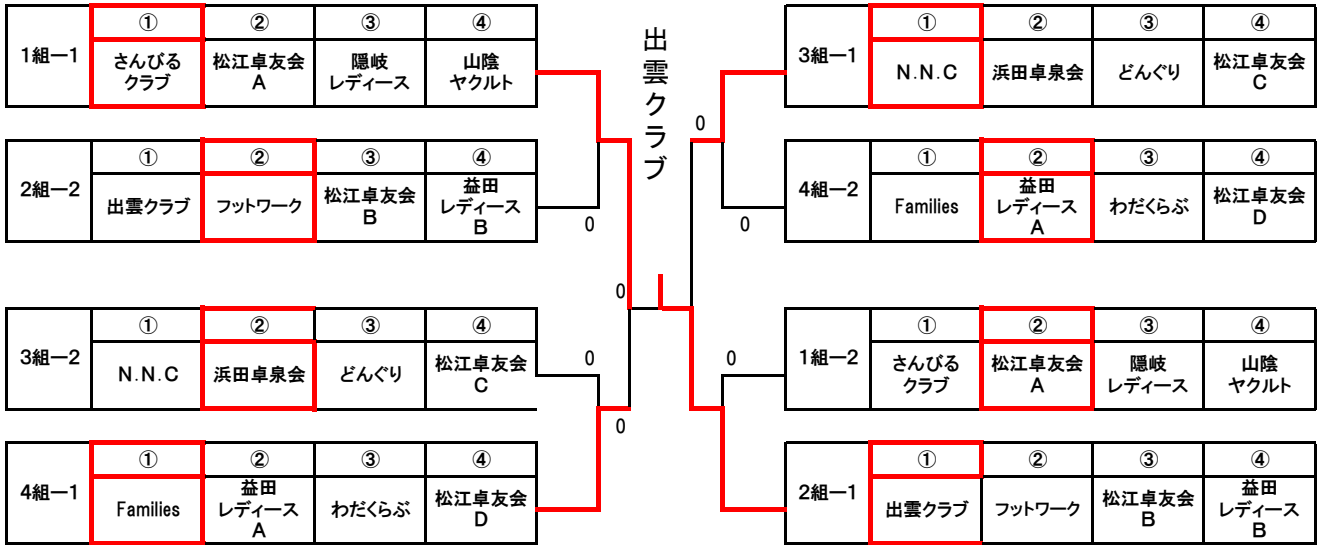 ① ② ③ ④
1組ー1 さんびる
クラブ 松江卓友会
A 隠岐
レディース 山陰
ヤクルト
0
① ② ③ ④
2組ー2 出雲クラブ フットワーク 松江卓友会
B 益田
レディース
B
0
0
① ② ③ ④
3組ー2 N.N.C 浜田卓泉会 どんぐり 松江卓友会
C
0
0
① ② ③ ④
4組ー1 Families 益田
レディース
A わだくらぶ 松江卓友会
D
出雲クラブ
① ② ③ ④
3組ー1 N.N.C 浜田卓泉会 どんぐり 松江卓友会
C
① ② ③ ④
4組ー2 Families 益田
レディース
A わだくらぶ 松江卓友会
D
0
0
① ② ③ ④
1組ー2 さんびる
クラブ 松江卓友会
A 隠岐
レディース 山陰
ヤクルト
① ② ③ ④
2組ー1 出雲クラブ フットワーク 松江卓友会
B 益田
レディース
B